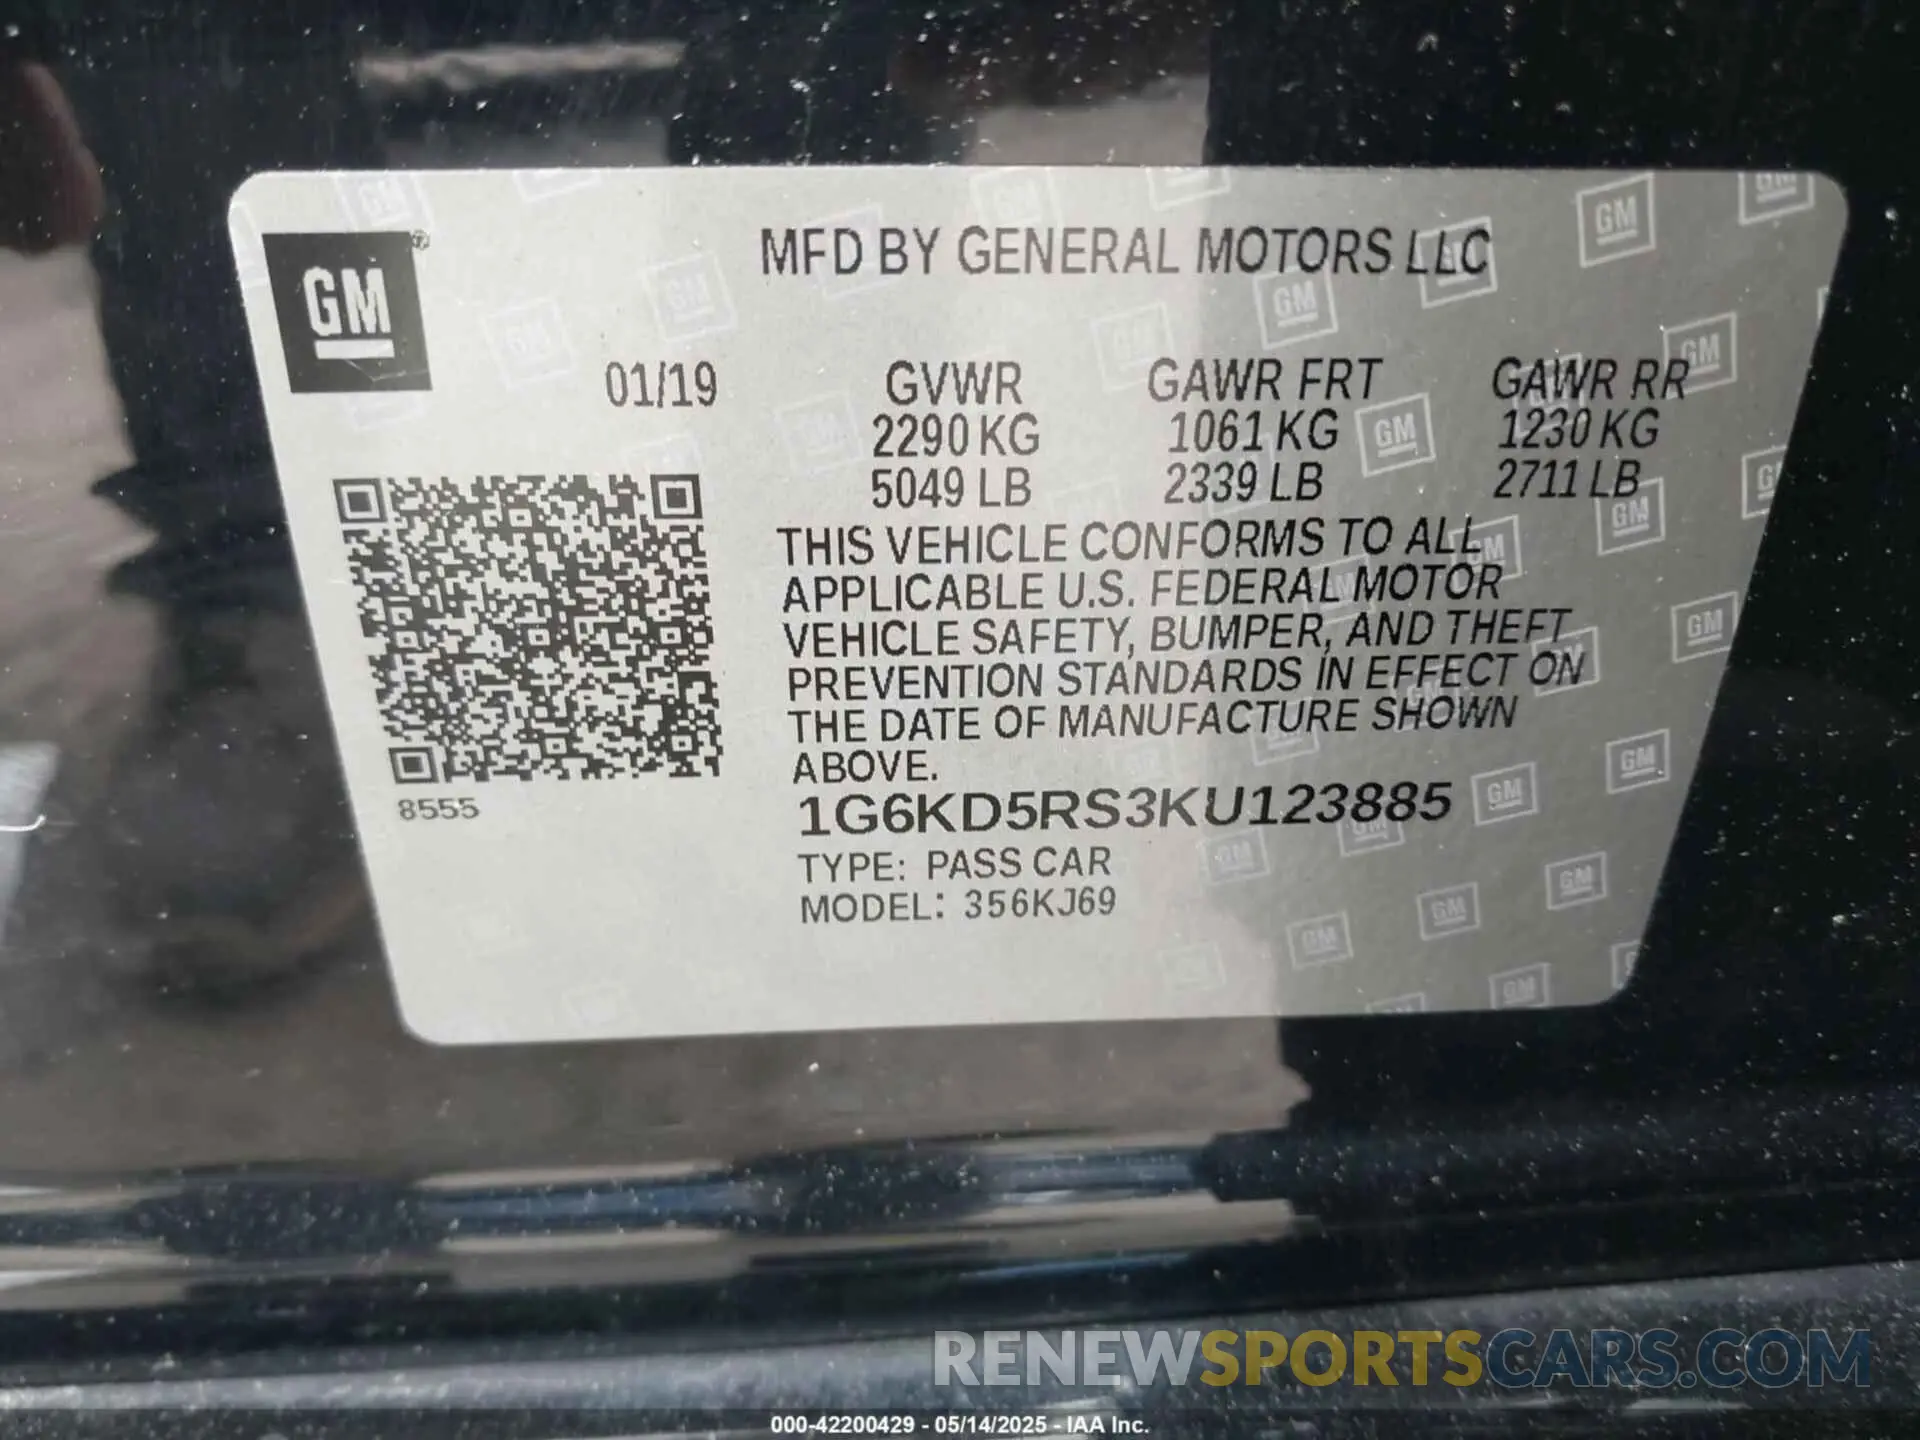 MFD BY GENERAL MOTORS LLC
GM
01/19
GVWR GAWR FRT GAWR RR
2290 KG 1061 KG 1230 KG
5049 LB 2339 LB 2711 LB
THIS VEHICLE CONFORMS TO ALL
APPLICABLE U.S. FEDERAL MOTOR
VEHICLE SAFETY, BUMPER, AND THEFT
PREVENTION STANDARDS IN EFFECT ON
THE DATE OF MANUFACTURE SHOWN
ABOVE.
8555
1G6KD5RS3KU123885
TYPE: PASS CAR
MODEL: 356KJ69
RENEWSPORTSCARS.COM
000-42200429 - 05/14/2025 - IAA Inc.